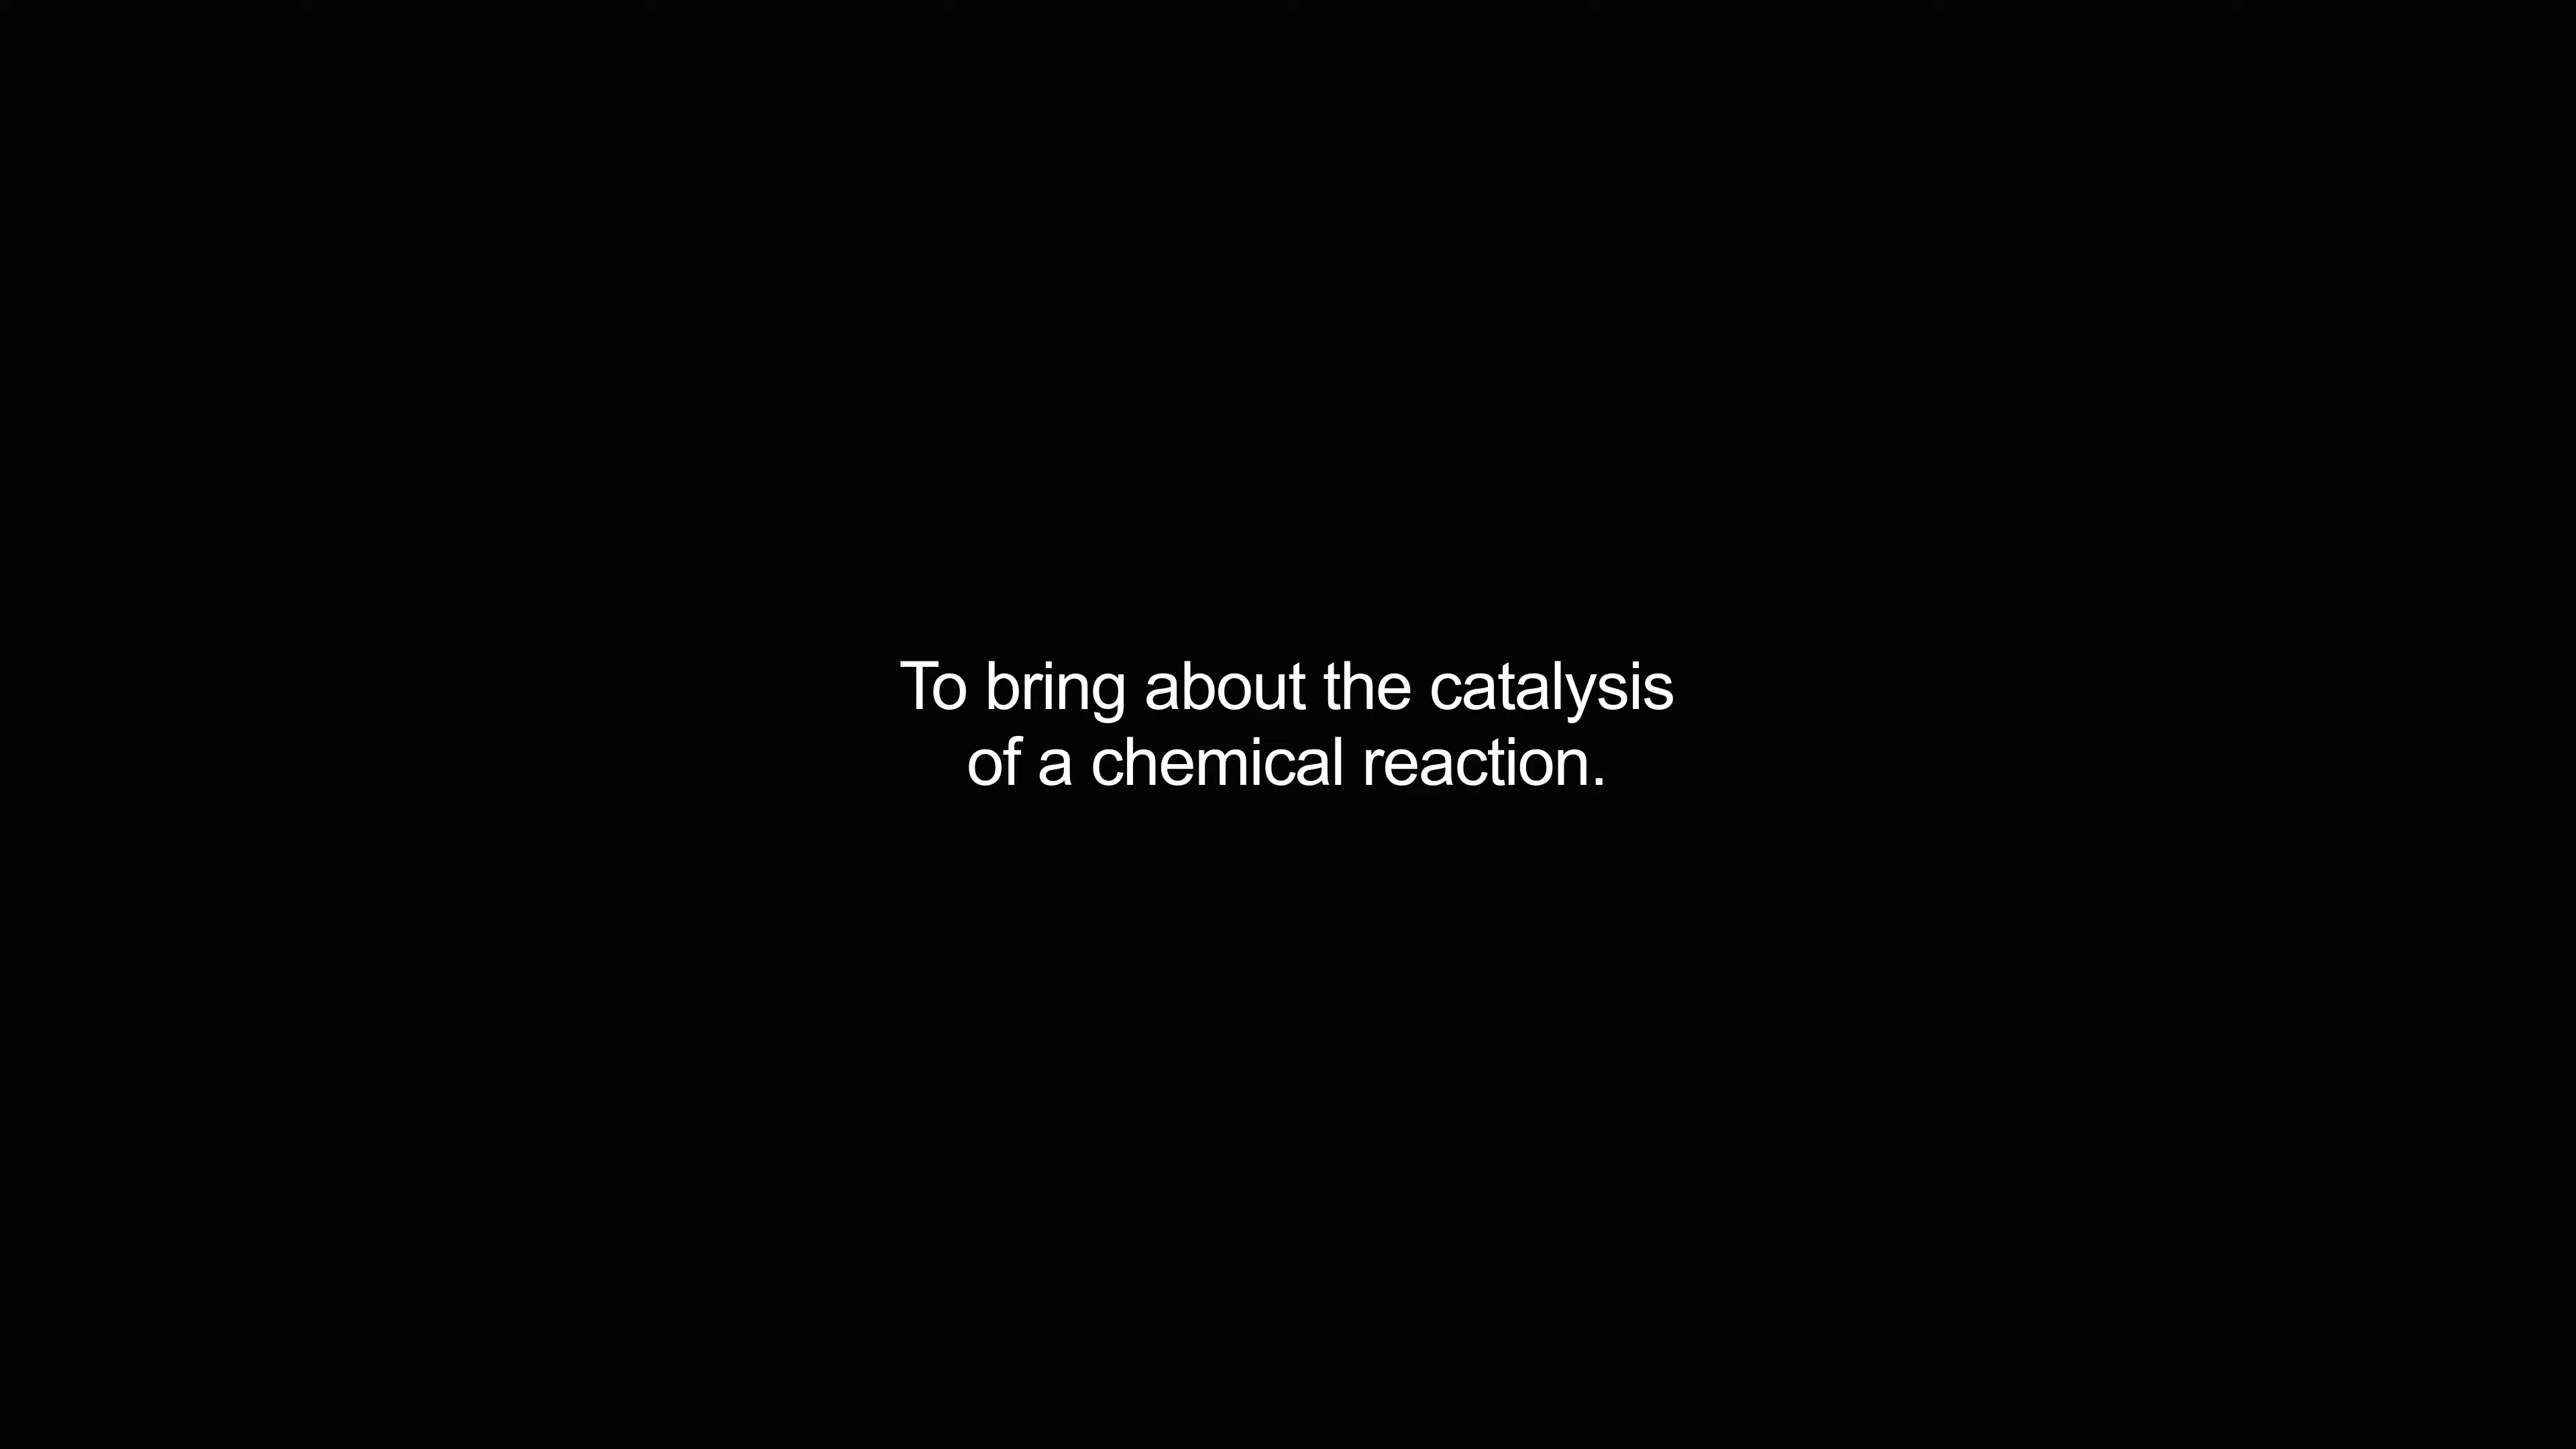 To bring about the catalysis
of a chemical reaction.